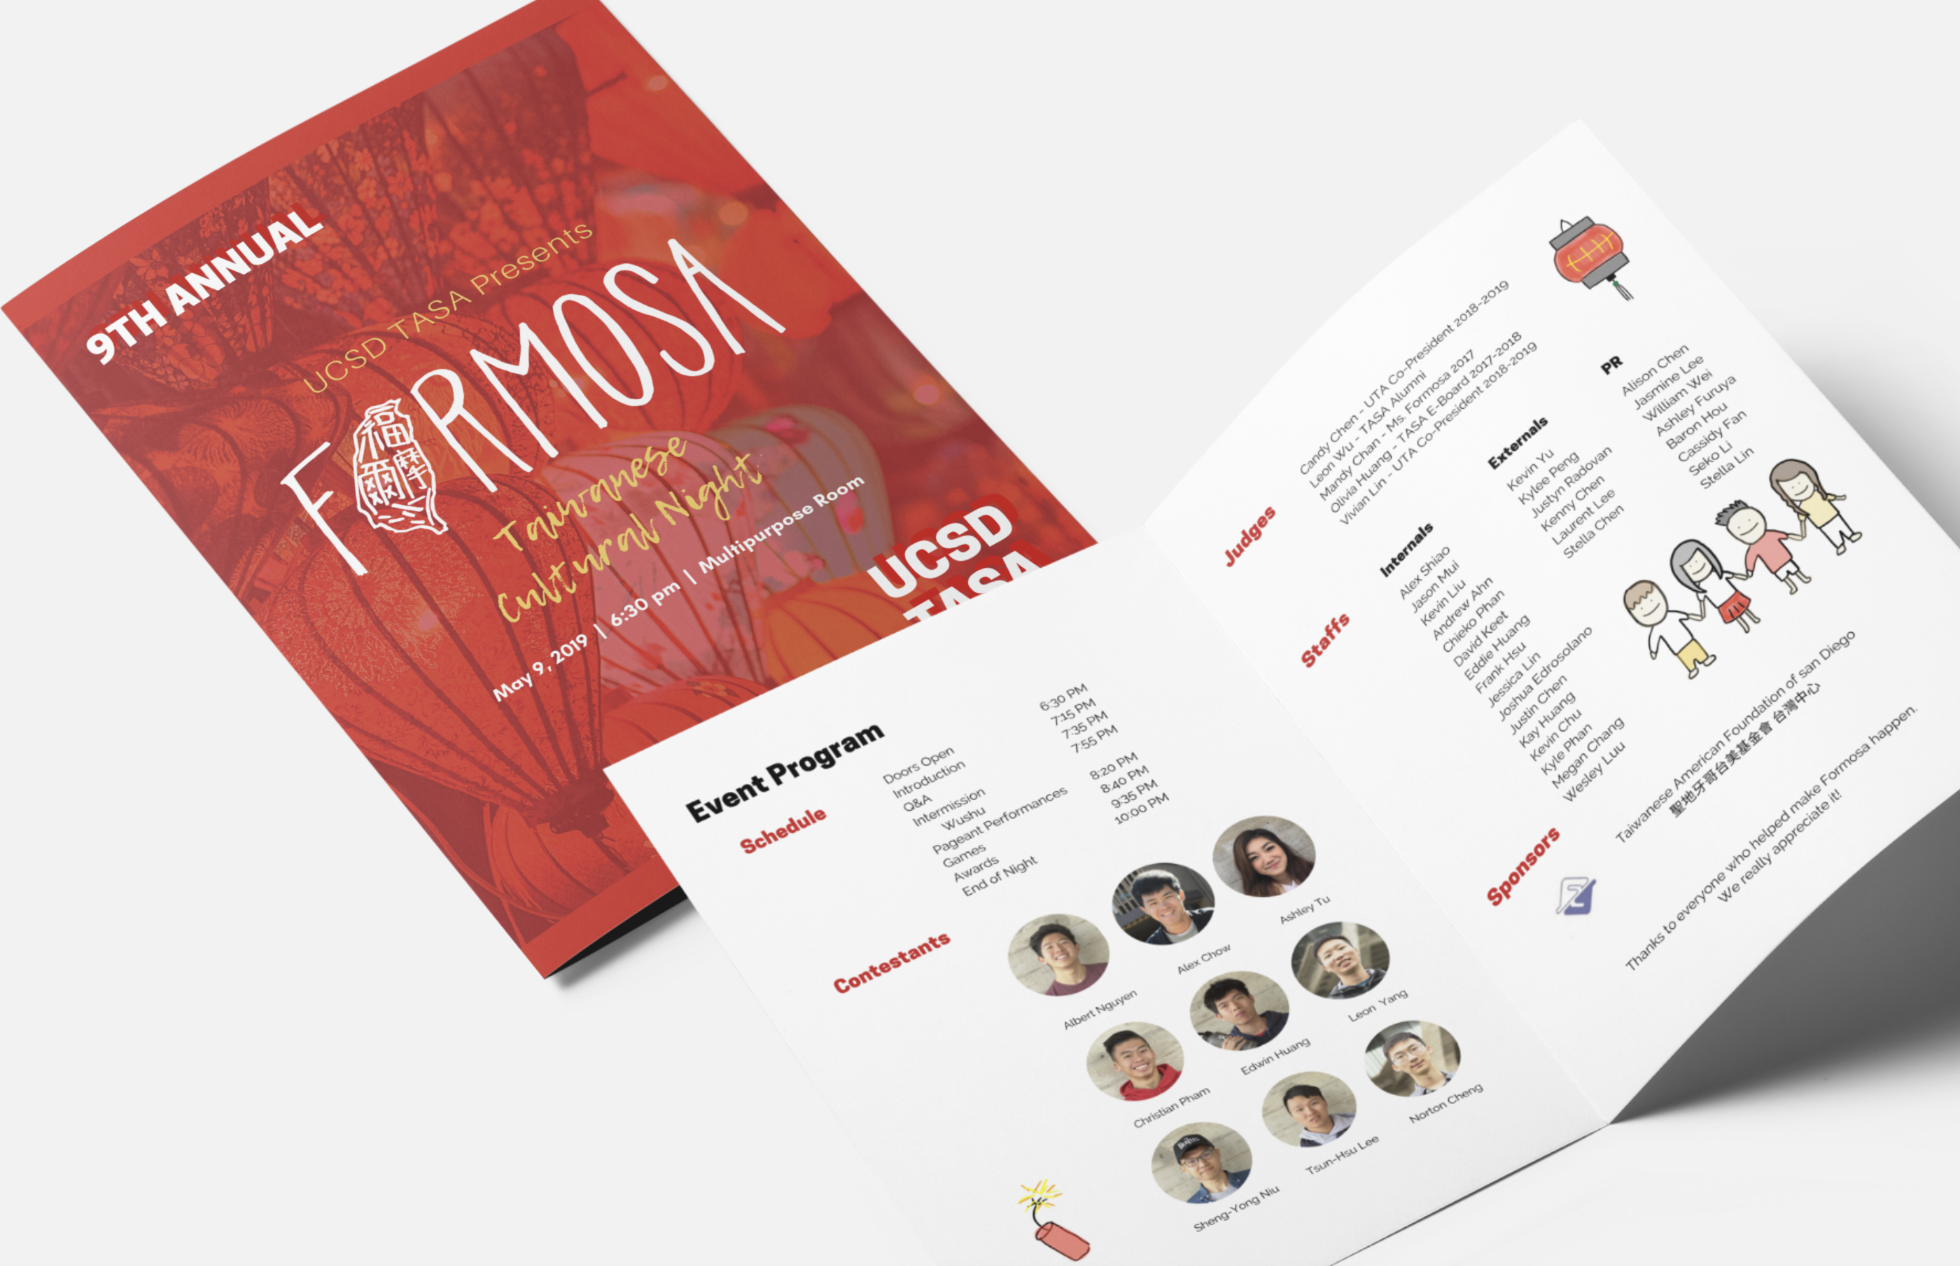 9TH ANNUAL
UCSD TASA Presents
FORMOSA
福爾摩沙
Taiwanese
Cultural Night
May 9, 2019 | 6:30 pm | Multipurpose Room
UCSD
TASA
Event Program
Schedule
Doors Open 6:30 PM
Introduction 7:15 PM
Q&A 7:35 PM
Intermission 7:55 PM
Wushu
Pageant Performances 8:20 PM
Games 8:40 PM
Awards 9:35 PM
End of Night 10:00 PM
Contestants
Albert Nguyen
Alex Chow
Ashley Tu
Christian Pham
Edwin Huang
Leon Yang
Sheng-Yong Niu
Tsun-Hsu Lee
Norton Cheng
Judges
Candy Chen - UTA Co-President 2018-2019
Leon Wu - TASA Alumni
Mandy Chan - Ms. Formosa 2017
Olivia Huang - TASA E-Board 2017-2018
Vivian Lin - UTA Co-President 2018-2019
Staffs
Internals
Alex Shiao
Jason Mui
Kevin Liu
Andrew Ahn
Chieko Phan
David Keet
Eddie Huang
Frank Hsu
Jessica Lin
Joshua Edrosolano
Justin Chen
Kay Huang
Kevin Chu
Kyle Phan
Megan Chang
Wesley Luu
Externals
Kevin Yu
Kylee Peng
Justyn Radovan
Kenny Chen
Laurent Lee
Stella Chen
PR
Alison Chen
Jasmine Lee
William Wei
Ashley Furuya
Baron Hou
Cassidy Fan
Seko Li
Stella Lin
Sponsors
Taiwanese American Foundation of san Diego
聖地牙哥台美基金會 台灣中心
Thanks to everyone who helped make Formosa happen.
We really appreciate it!